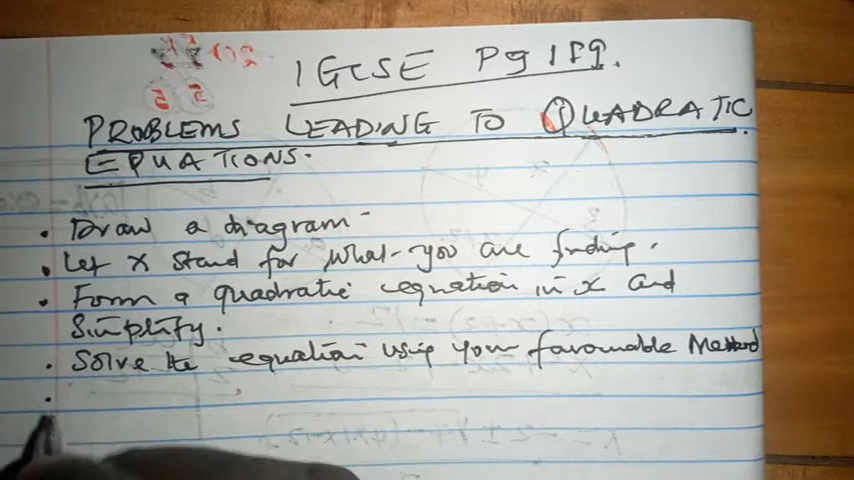 IGCSE Pg 189.
PROBLEMS LEADING TO QUADRATIC
EQUATIONS.
• Draw a diagram
• Let x stand for what you are finding.
• Form a quadratic equation in x and
simplify.
• Solve the equation using your favourable Method
•